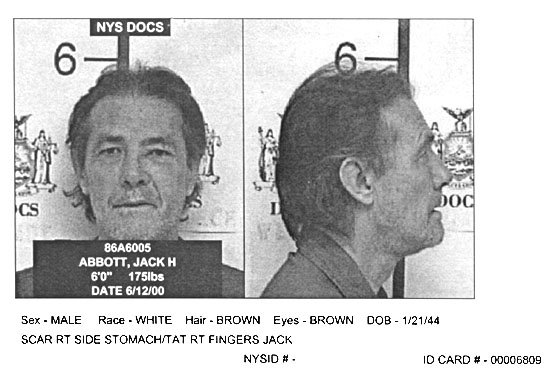 NYS DOCS
6
6
DOCS
DOCS
86A6005
ABBOTT, JACK H
6'0" 175lbs
DATE 6/12/00
Sex - MALE Race - WHITE Hair - BROWN Eyes - BROWN DOB - 1/21/44
SCAR RT SIDE STOMACH/TAT RT FINGERS JACK
NYSID # -
ID CARD # - 00006809